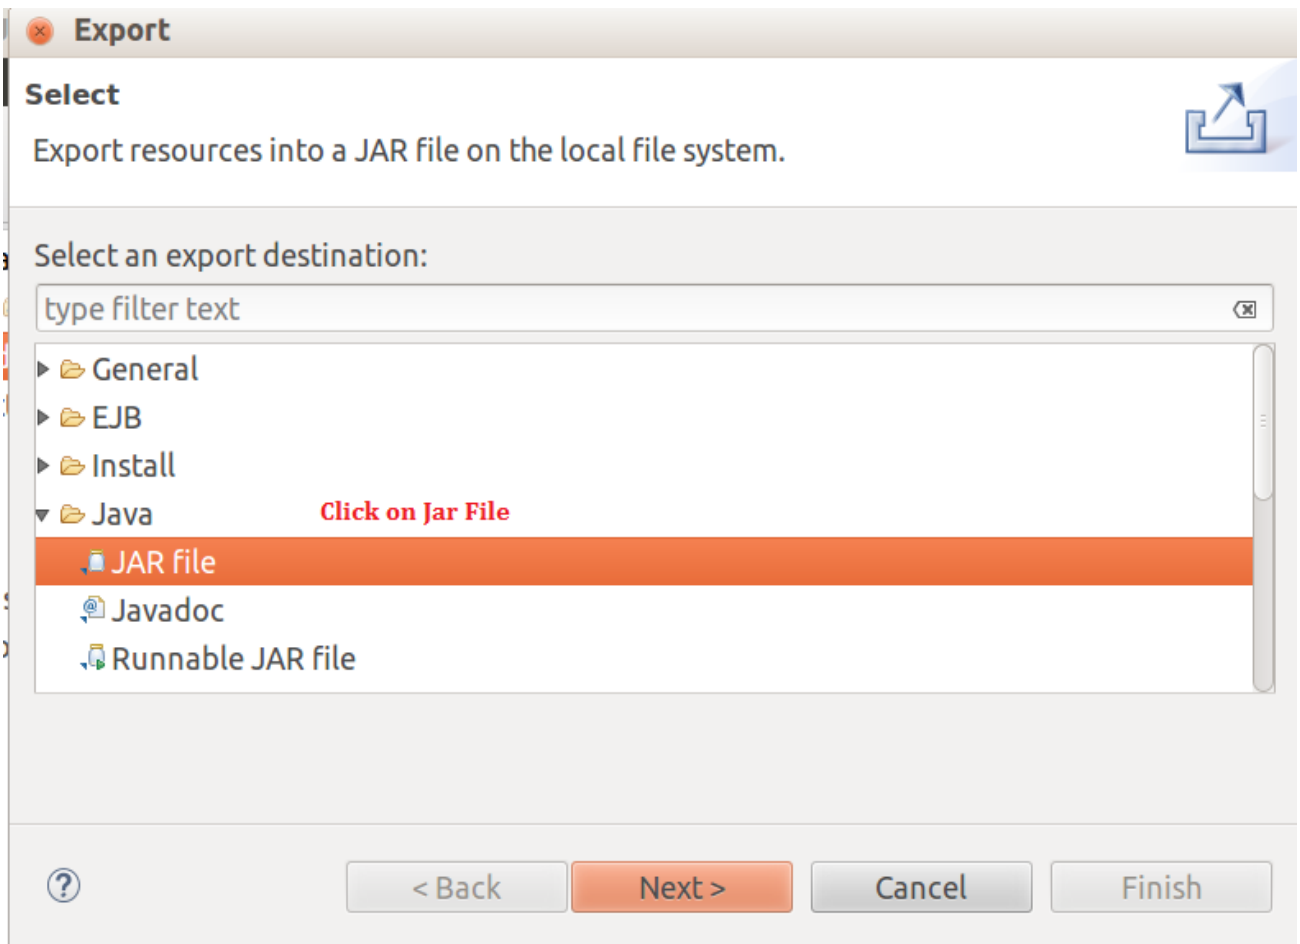 Export
Select
Export resources into a JAR file on the local file system.
Select an export destination:
type filter text
General
EJB
Install
Java
Click on Jar File
JAR file
Javadoc
Runnable JAR file
< Back
Next >
Cancel
Finish